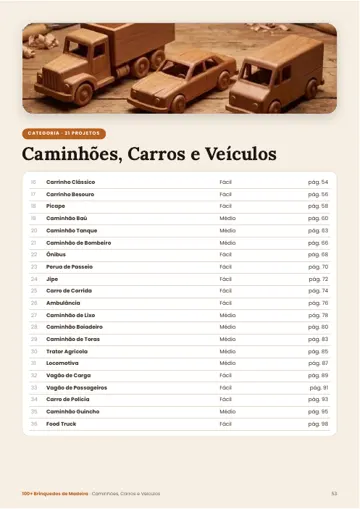 CATEGORIA · 21 PROJETOS
Caminhões, Carros e Veículos
16 Carrinho Clássico Fácil pág. 54
17 Carrinho Besouro Fácil pág. 56
18 Picape Fácil pág. 58
19 Caminhão Baú Médio pág. 60
20 Caminhão Tanque Médio pág. 63
21 Caminhão de Bombeiro Médio pág. 66
22 Ônibus Fácil pág. 68
23 Perua de Passeio Fácil pág. 70
24 Jipe Fácil pág. 72
25 Carro de Corrida Fácil pág. 74
26 Ambulância Fácil pág. 76
27 Caminhão de Lixo Médio pág. 78
28 Caminhão Boiadeiro Médio pág. 80
29 Caminhão de Toras Médio pág. 83
30 Trator Agrícola Médio pág. 85
31 Locomotiva Médio pág. 87
32 Vagão de Carga Fácil pág. 89
33 Vagão de Passageiros Fácil pág. 91
34 Carro de Polícia Fácil pág. 93
35 Caminhão Guincho Médio pág. 95
36 Food Truck Fácil pág. 98
100+ Brinquedos de Madeira · Caminhões, Carros e Veículos 53